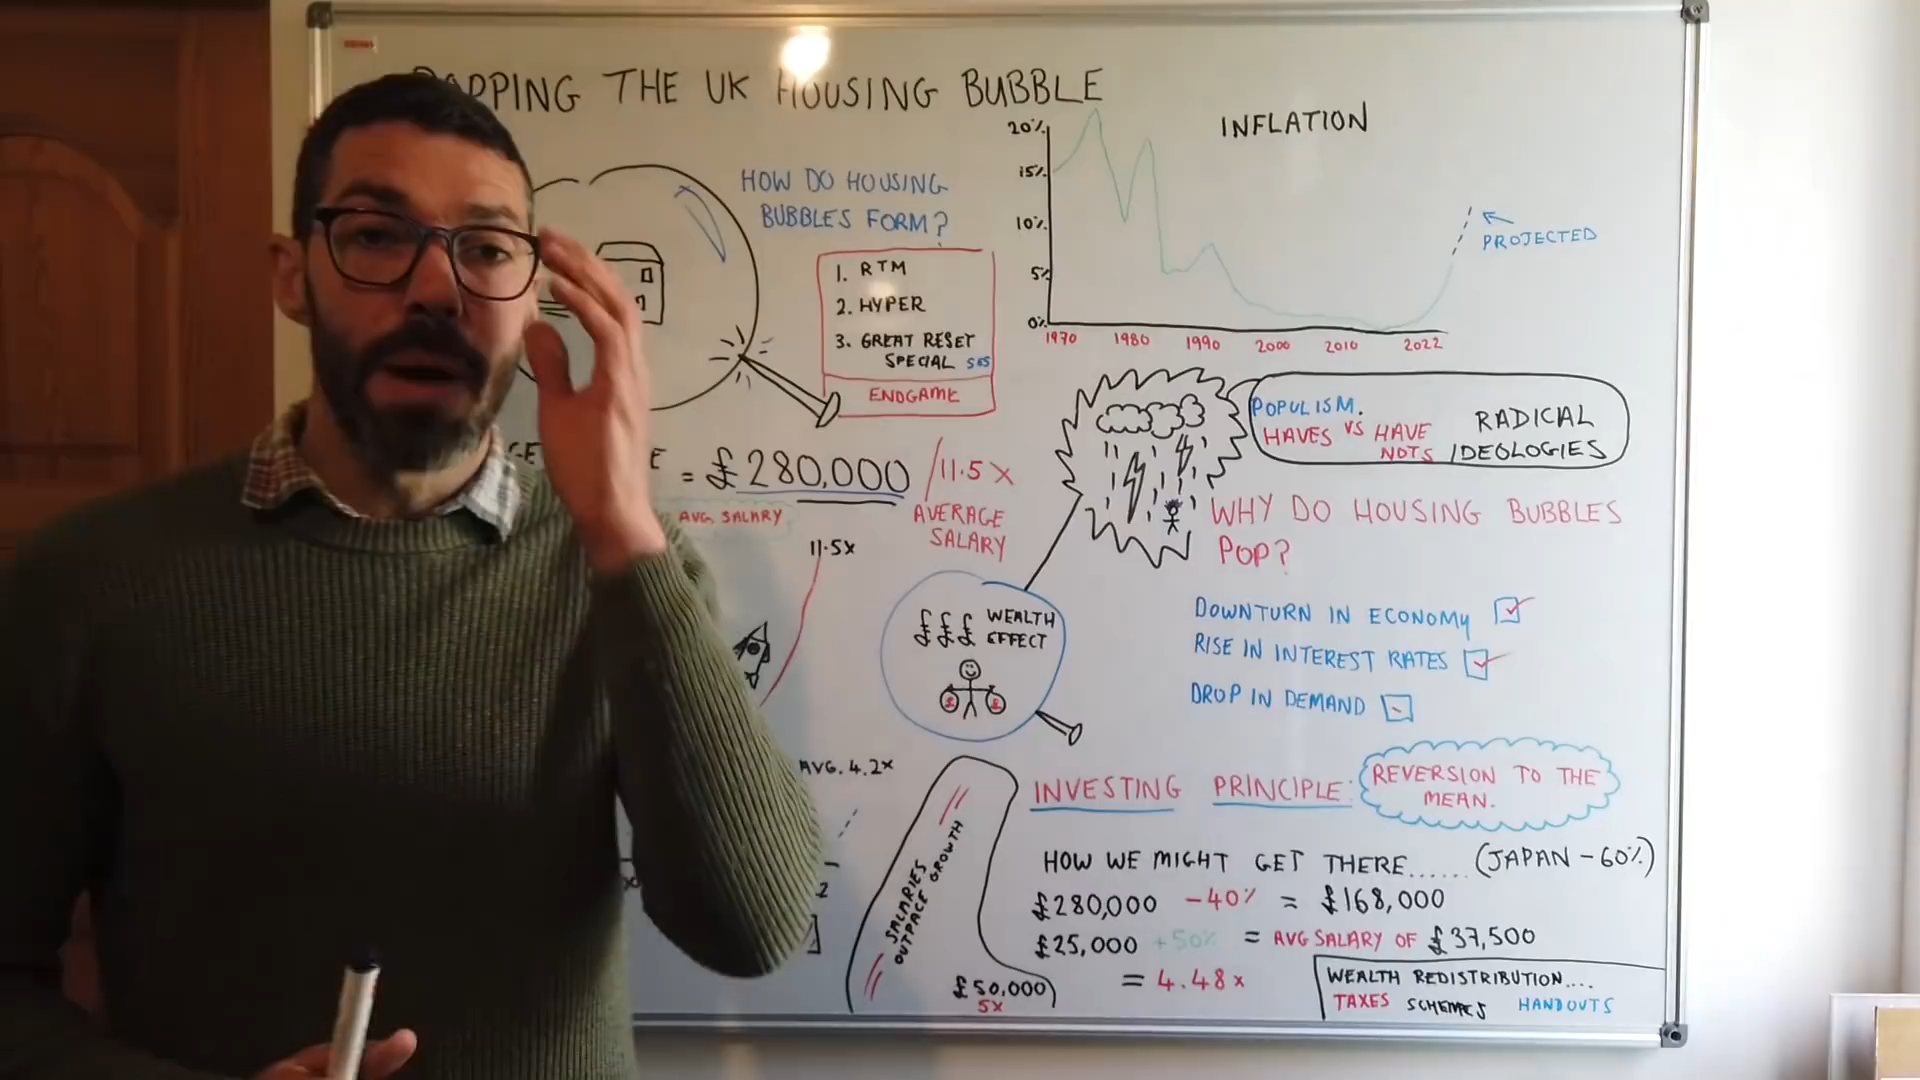 POPPING THE UK HOUSING BUBBLE
HOW DO HOUSING
BUBBLES FORM?
1. RTM
2. HYPER
3. GREAT RESET
SPECIAL
ENDGAME
= £280,000 / 11.5 X
AVERAGE
SALARY
AVG. SALARY
11.5x
AVG. 4.2x
INFLATION
20%
15%
10%
5%
0%
1970 1980 1990 2000 2010 2022
PROJECTED
POPULISM.
HAVES VS HAVE
NOTS
RADICAL
IDEOLOGIES
WHY DO HOUSING BUBBLES
POP?
£££ WEALTH
EFFECT
£ £
DOWNTURN IN ECONOMY
RISE IN INTEREST RATES
DROP IN DEMAND
SALARIES
OUTPACE GROWTH
£50,000
5X
INVESTING PRINCIPLE:
REVERSION TO THE
MEAN.
HOW WE MIGHT GET THERE...... (JAPAN -60%)
£280,000 -40% = £168,000
£25,000 +50% = AVG SALARY OF £37,500
= 4.48x
WEALTH REDISTRIBUTION....
TAXES SCHEMES HANDOUTS